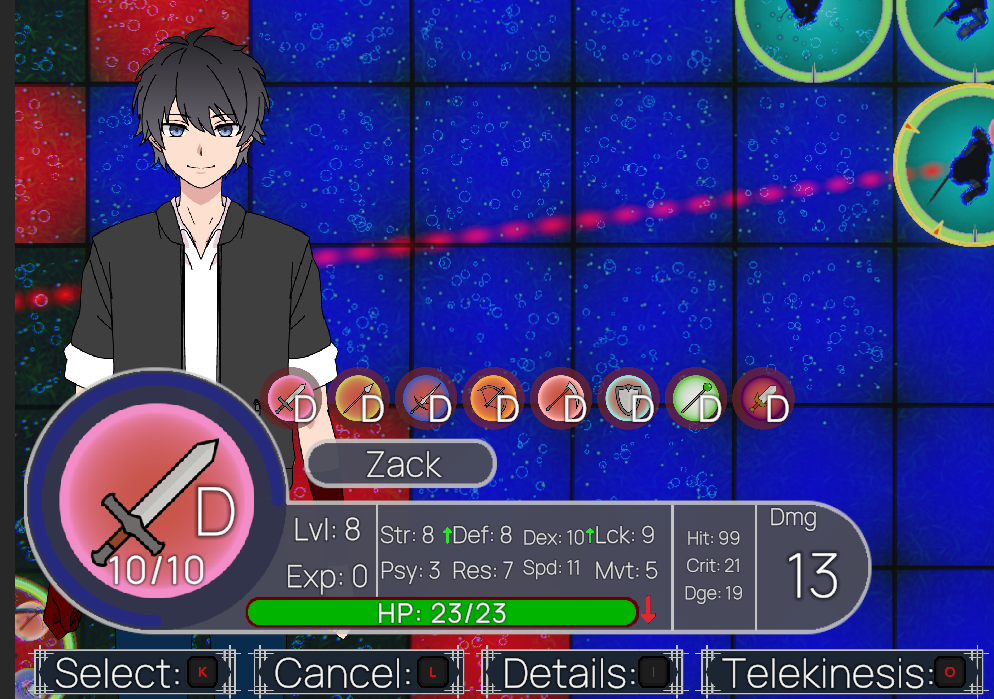 D D D D D D D D
Zack
D
10/10
Lvl: 8
Exp: 0
Str: 8 Def: 8 Dex: 10 Lck: 9
Psy: 3 Res: 7 Spd: 11 Mvt: 5
HP: 23/23
Hit: 99
Crit: 21
Dge: 19
Dmg
13
Select: K Cancel: L Details: I Telekinesis: O